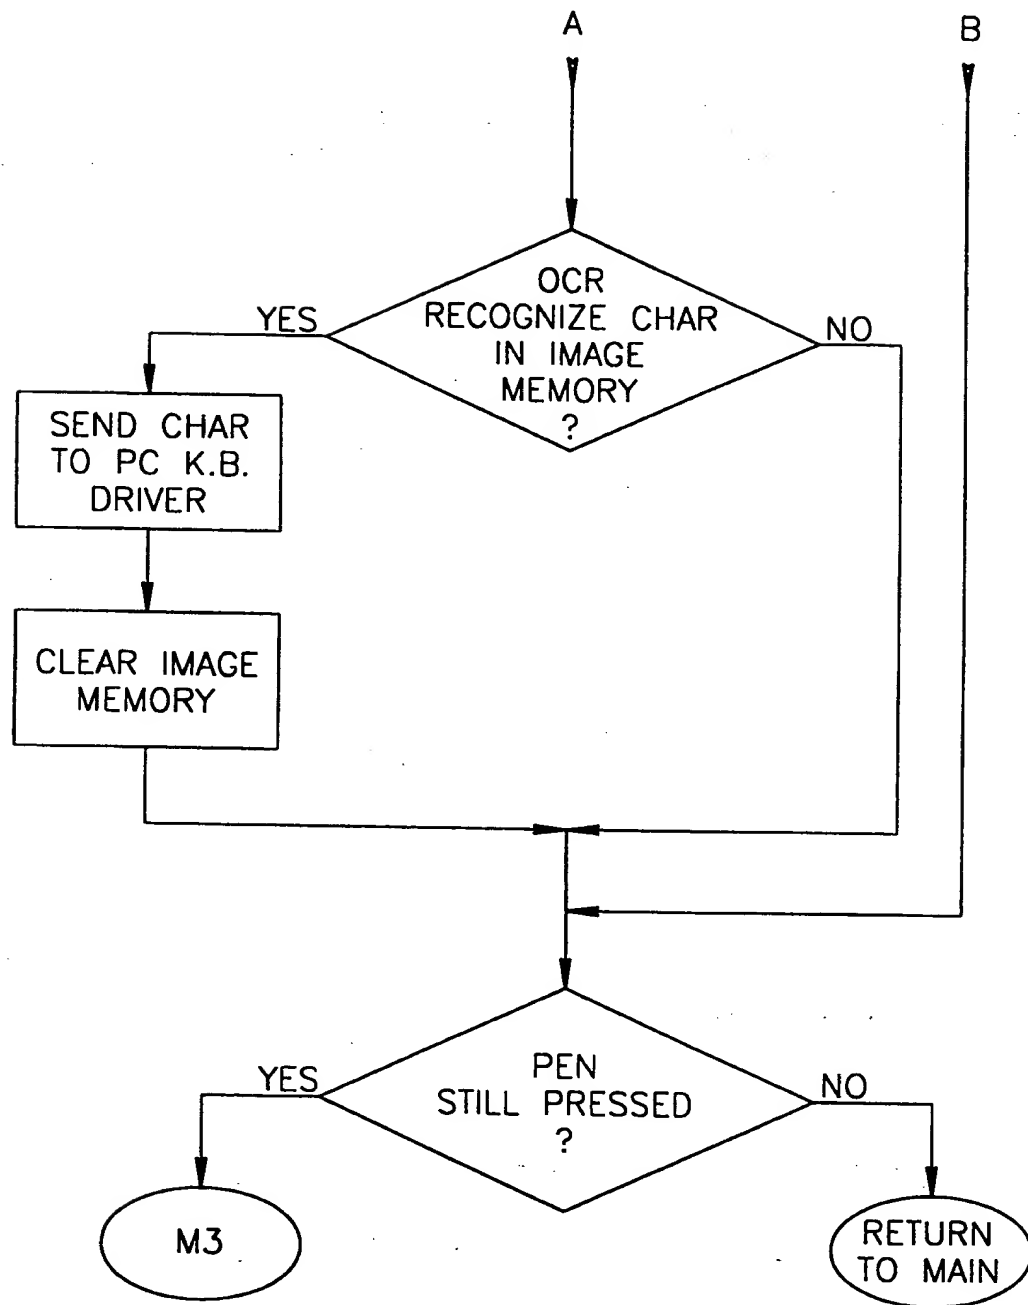 A
B
OCR
RECOGNIZE CHAR
IN IMAGE
MEMORY
?
YES
NO
SEND CHAR
TO PC K.B.
DRIVER
CLEAR IMAGE
MEMORY
PEN
STILL PRESSED
?
YES
NO
M3
RETURN
TO MAIN